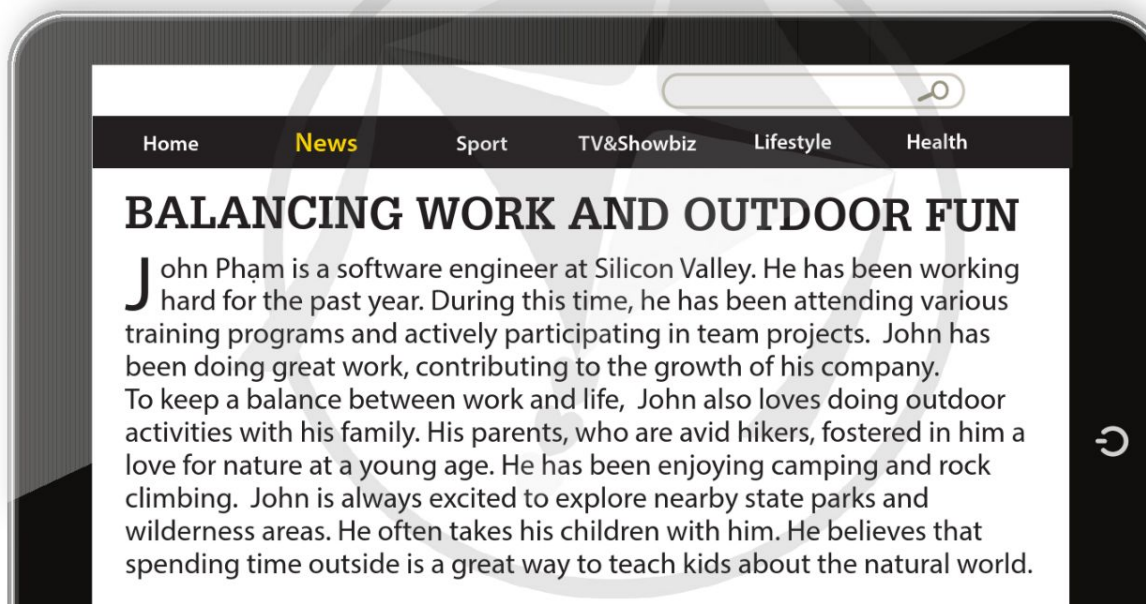 Home News Sport TV&Showbiz Lifestyle Health
BALANCING WORK AND OUTDOOR FUN
John Phạm is a software engineer at Silicon Valley. He has been working
hard for the past year. During this time, he has been attending various
training programs and actively participating in team projects. John has
been doing great work, contributing to the growth of his company.
To keep a balance between work and life, John also loves doing outdoor
activities with his family. His parents, who are avid hikers, fostered in him a
love for nature at a young age. He has been enjoying camping and rock
climbing. John is always excited to explore nearby state parks and
wilderness areas. He often takes his children with him. He believes that
spending time outside is a great way to teach kids about the natural world.